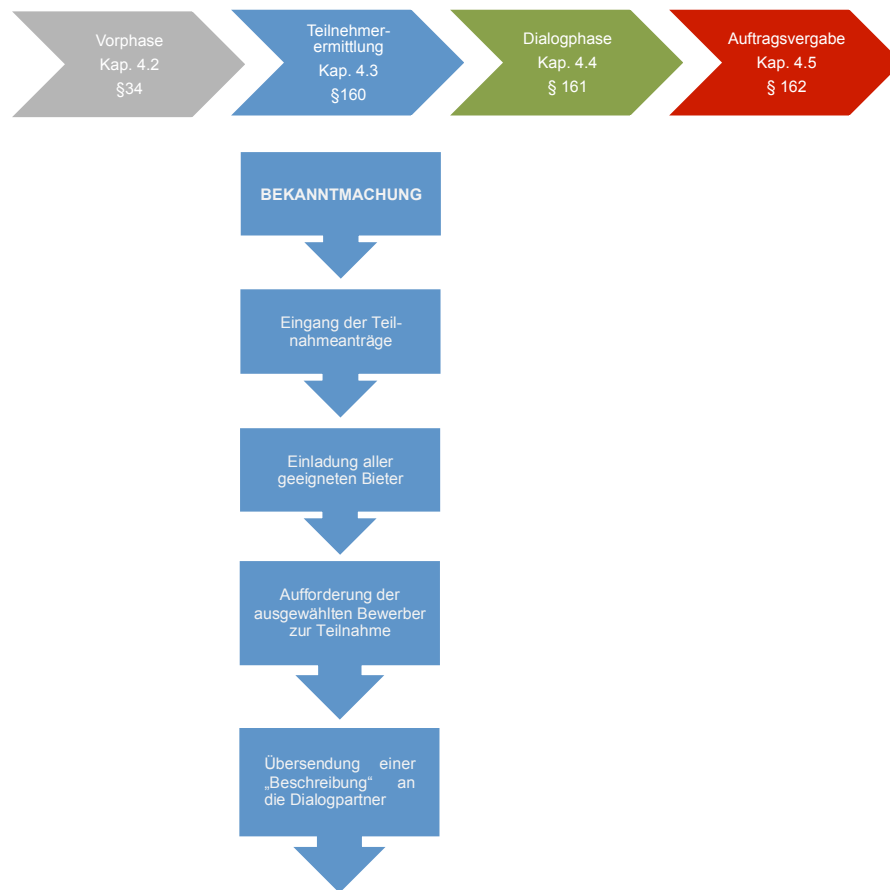 Vorphase
Kap. 4.2
§34
Teilnehmer-
ermittlung
Kap. 4.3
§160
Dialogphase
Kap. 4.4
§ 161
Auftragsvergabe
Kap. 4.5
§ 162
BEKANNTMACHUNG
Eingang der Teil-
nahmeanträge
Einladung aller
geeigneten Bieter
Aufforderung der
ausgewählten Bewerber
zur Teilnahme
Übersendung einer
„Beschreibung“ an
die Dialogpartner